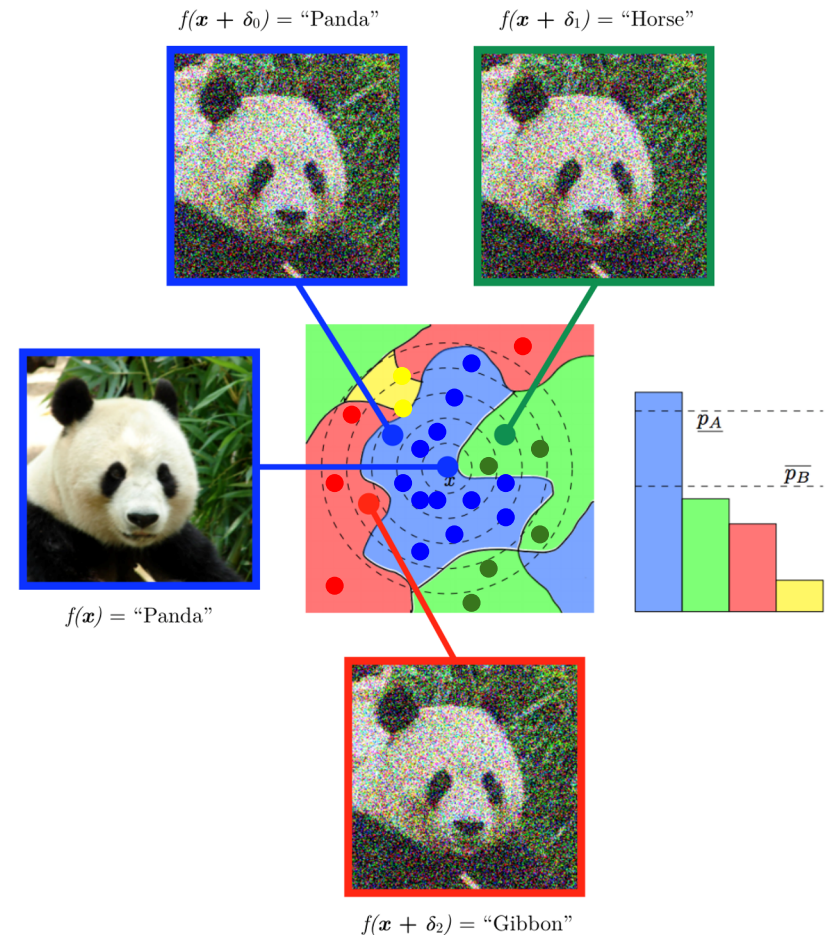 f(x + δ₀) = “Panda”
f(x + δ₁) = “Horse”
p_A
p_B
x
f(x) = “Panda”
f(x + δ₂) = “Gibbon”